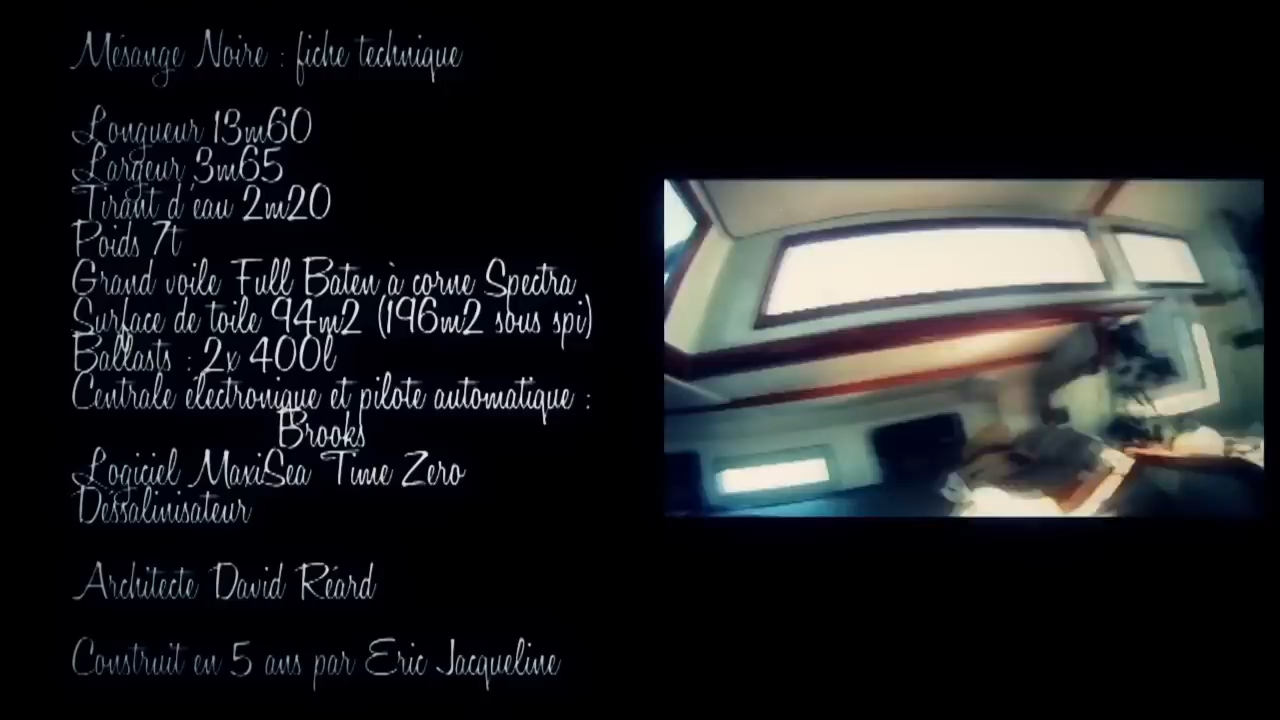 Mésange Noire : fiche technique
Longueur 13m60
Largeur 3m65
Tirant d'eau 2m20
Poids 7t
Grand voile Full Baten à corne Spectra
Surface de toile 94m2 (196m2 sous spi)
Ballasts : 2x 400l
Centrale électronique et pilote automatique :
Brooks
Logiciel MaxiSea Time Zero
Déssalinisateur
Architecte David Réard
Construit en 5 ans par Eric Jacqueline